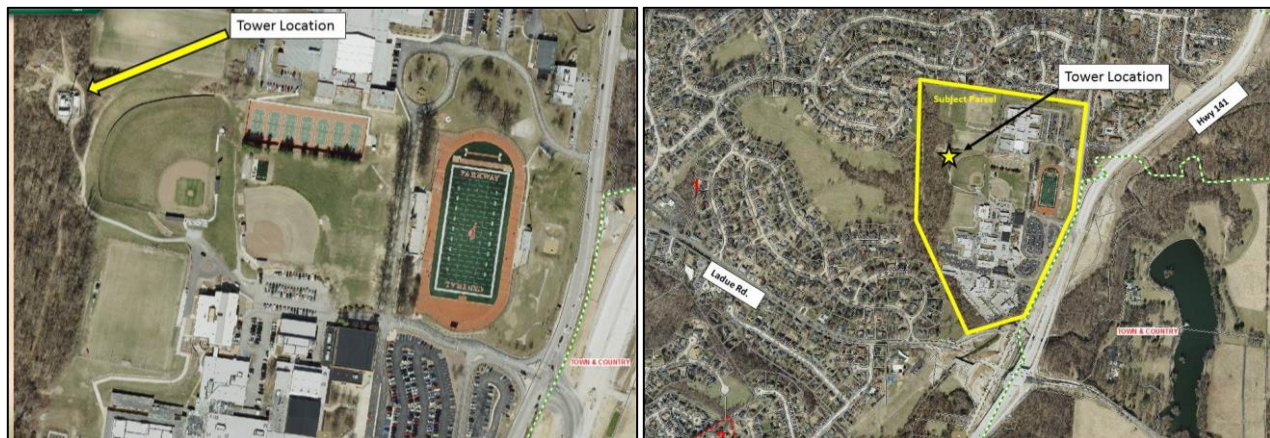 Tower Location
PARKWAY
CENTRAL
TOWN & COUNTRY
Tower Location
Subject Parcel
Hwy 141
Ladue Rd.
TOWN & COUNTRY